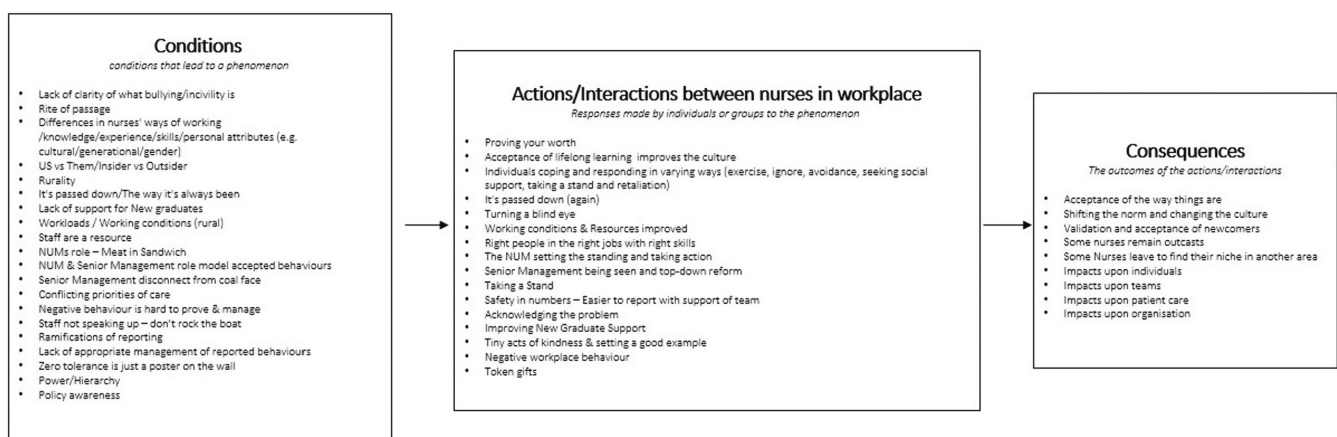 Conditions
conditions that lead to a phenomenon
• Lack of clarity of what bullying/incivility is
• Rite of passage
• Differences in nurses' ways of working
/knowledge/experience/skills/personal attributes (e.g.
cultural/generational/gender)
• US vs Them/Insider vs Outsider
• Rurality
• It's passed down/The way it's always been
• Lack of support for New graduates
• Workloads / Working conditions (rural)
• Staff are a resource
• NUMs role – Meat in Sandwich
• NUM & Senior Management role model accepted behaviours
• Senior Management disconnect from coal face
• Conflicting priorities of care
• Negative behaviour is hard to prove & manage
• Staff not speaking up – don't rock the boat
• Ramifications of reporting
• Lack of appropriate management of reported behaviours
• Zero tolerance is just a poster on the wall
• Power/Hierarchy
• Policy awareness
Actions/Interactions between nurses in workplace
Responses made by individuals or groups to the phenomenon
• Proving your worth
• Acceptance of lifelong learning improves the culture
• Individuals coping and responding in varying ways (exercise, ignore, avoidance, seeking social
support, taking a stand and retaliation)
• It's passed down (again)
• Turning a blind eye
• Working conditions & Resources improved
• Right people in the right jobs with right skills
• The NUM setting the standing and taking action
• Senior Management being seen and top-down reform
• Taking a Stand
• Safety in numbers – Easier to report with support of team
• Acknowledging the problem
• Improving New Graduate Support
• Tiny acts of kindness & setting a good example
• Negative workplace behaviour
• Token gifts
Consequences
The outcomes of the actions/interactions
• Acceptance of the way things are
• Shifting the norm and changing the culture
• Validation and acceptance of newcomers
• Some nurses remain outcasts
• Some Nurses leave to find their niche in another area
• Impacts upon individuals
• Impacts upon teams
• Impacts upon patient care
• Impacts upon organisation